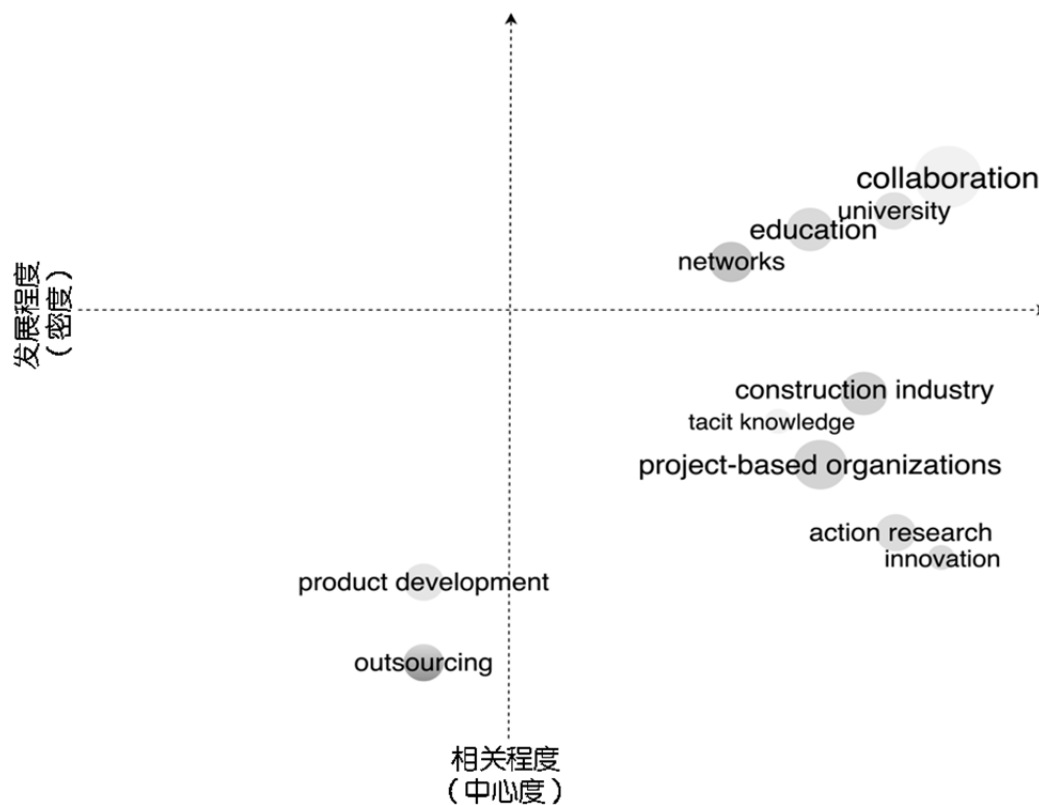 collaboration
university
education
networks
发展程度
（密度）
construction industry
tacit knowledge
project-based organizations
action research
innovation
product development
outsourcing
相关程度
（中心度）